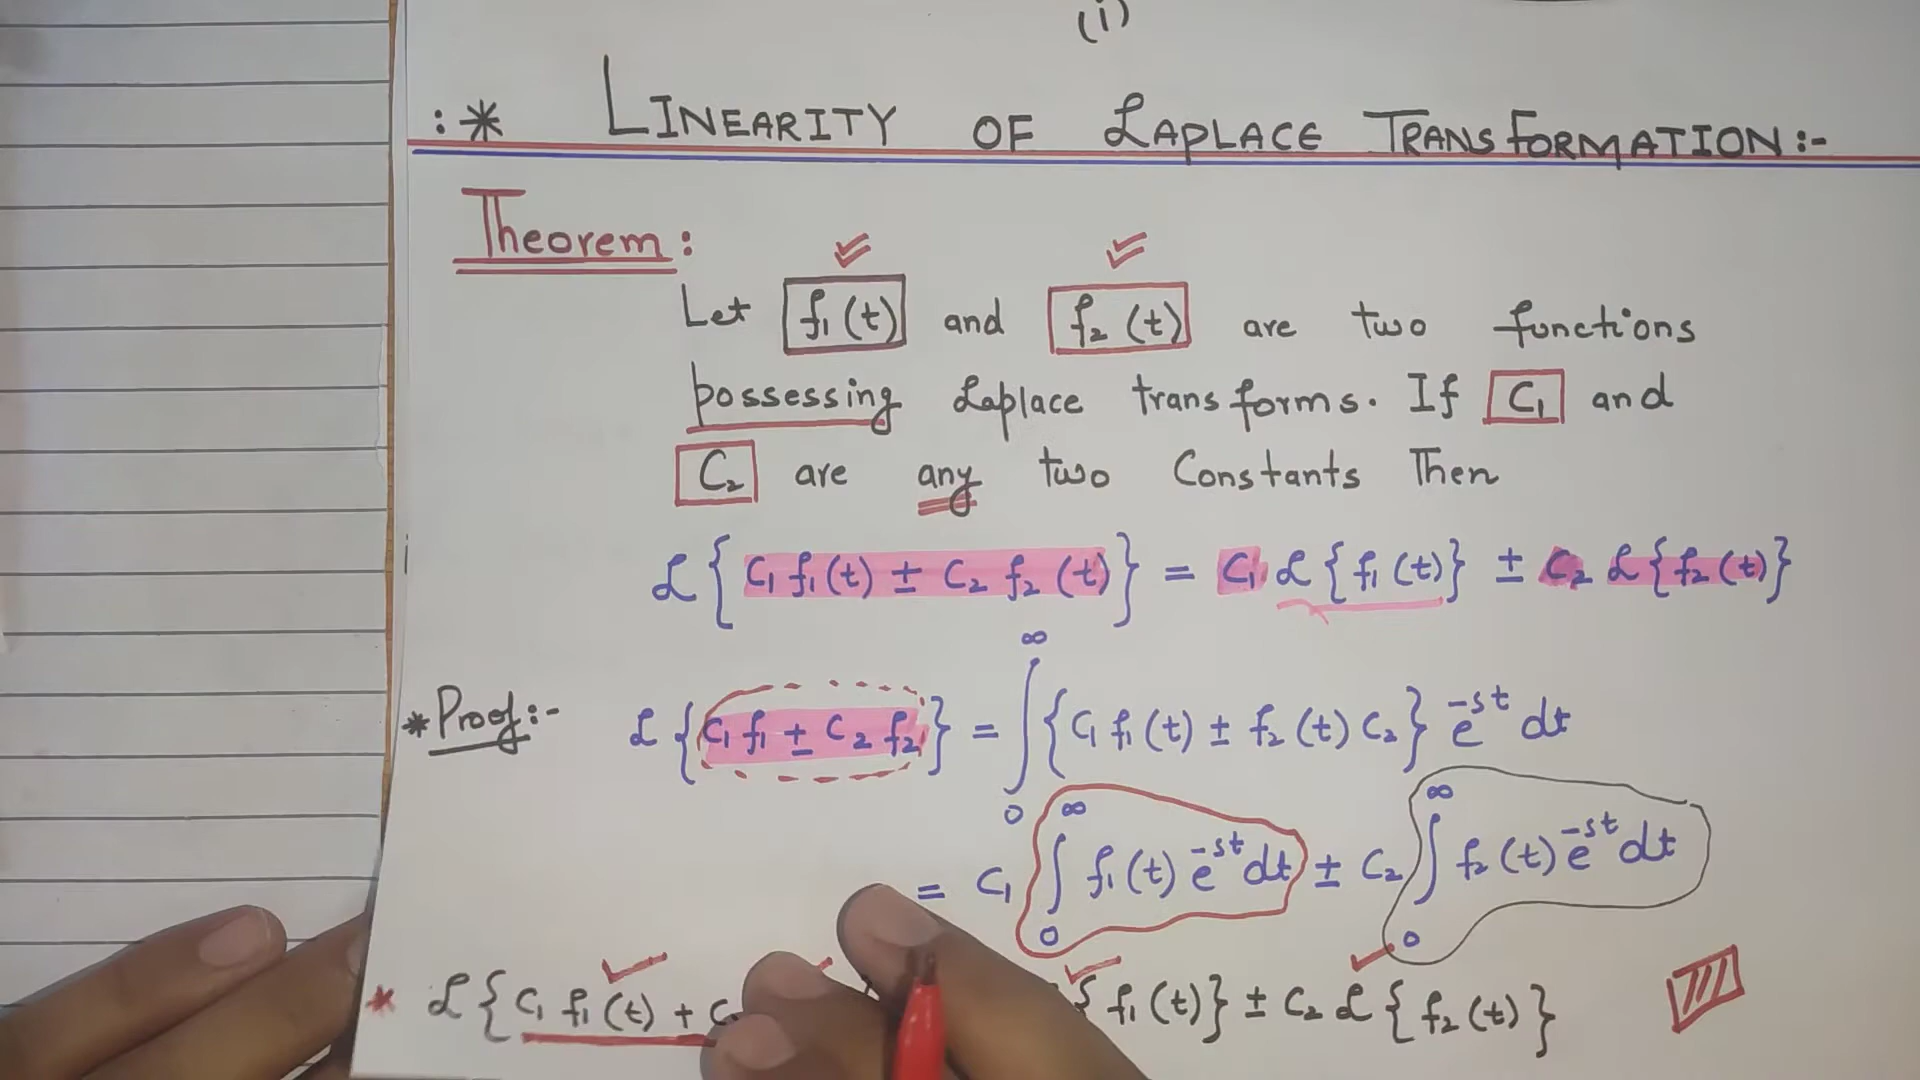 (i)
:* LINEARITY OF ℒAPLACE TRANSFORMATION:-
Theorem:
Let f₁(t) and f₂(t) are two functions
possessing ℒaplace transforms. If C₁ and
C₂ are any two Constants Then
ℒ{C₁ f₁(t) ± C₂ f₂(t)} = C₁ ℒ{f₁(t)} ± C₂ ℒ{f₂(t)}
*Proof:- ℒ{C₁ f₁ ± C₂ f₂} = ∫₀^∞ {C₁ f₁(t) ± f₂(t) C₂} e^-st dt
= C₁ ∫₀^∞ f₁(t) e^-st dt ± C₂ ∫₀^∞ f₂(t) e^-st dt
* ℒ{C₁ f₁(t) + f₁(t)} ± C₂ ℒ{f₂(t)}